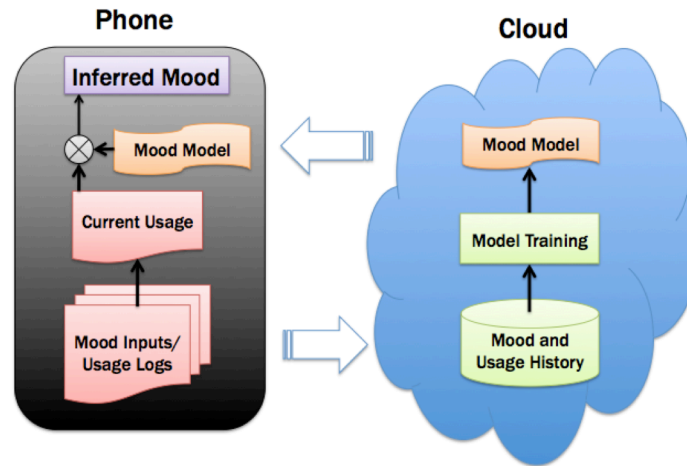 Phone
Inferred Mood
Mood Model
Current Usage
Mood Inputs/
Usage Logs
Cloud
Mood Model
Model Training
Mood and
Usage History